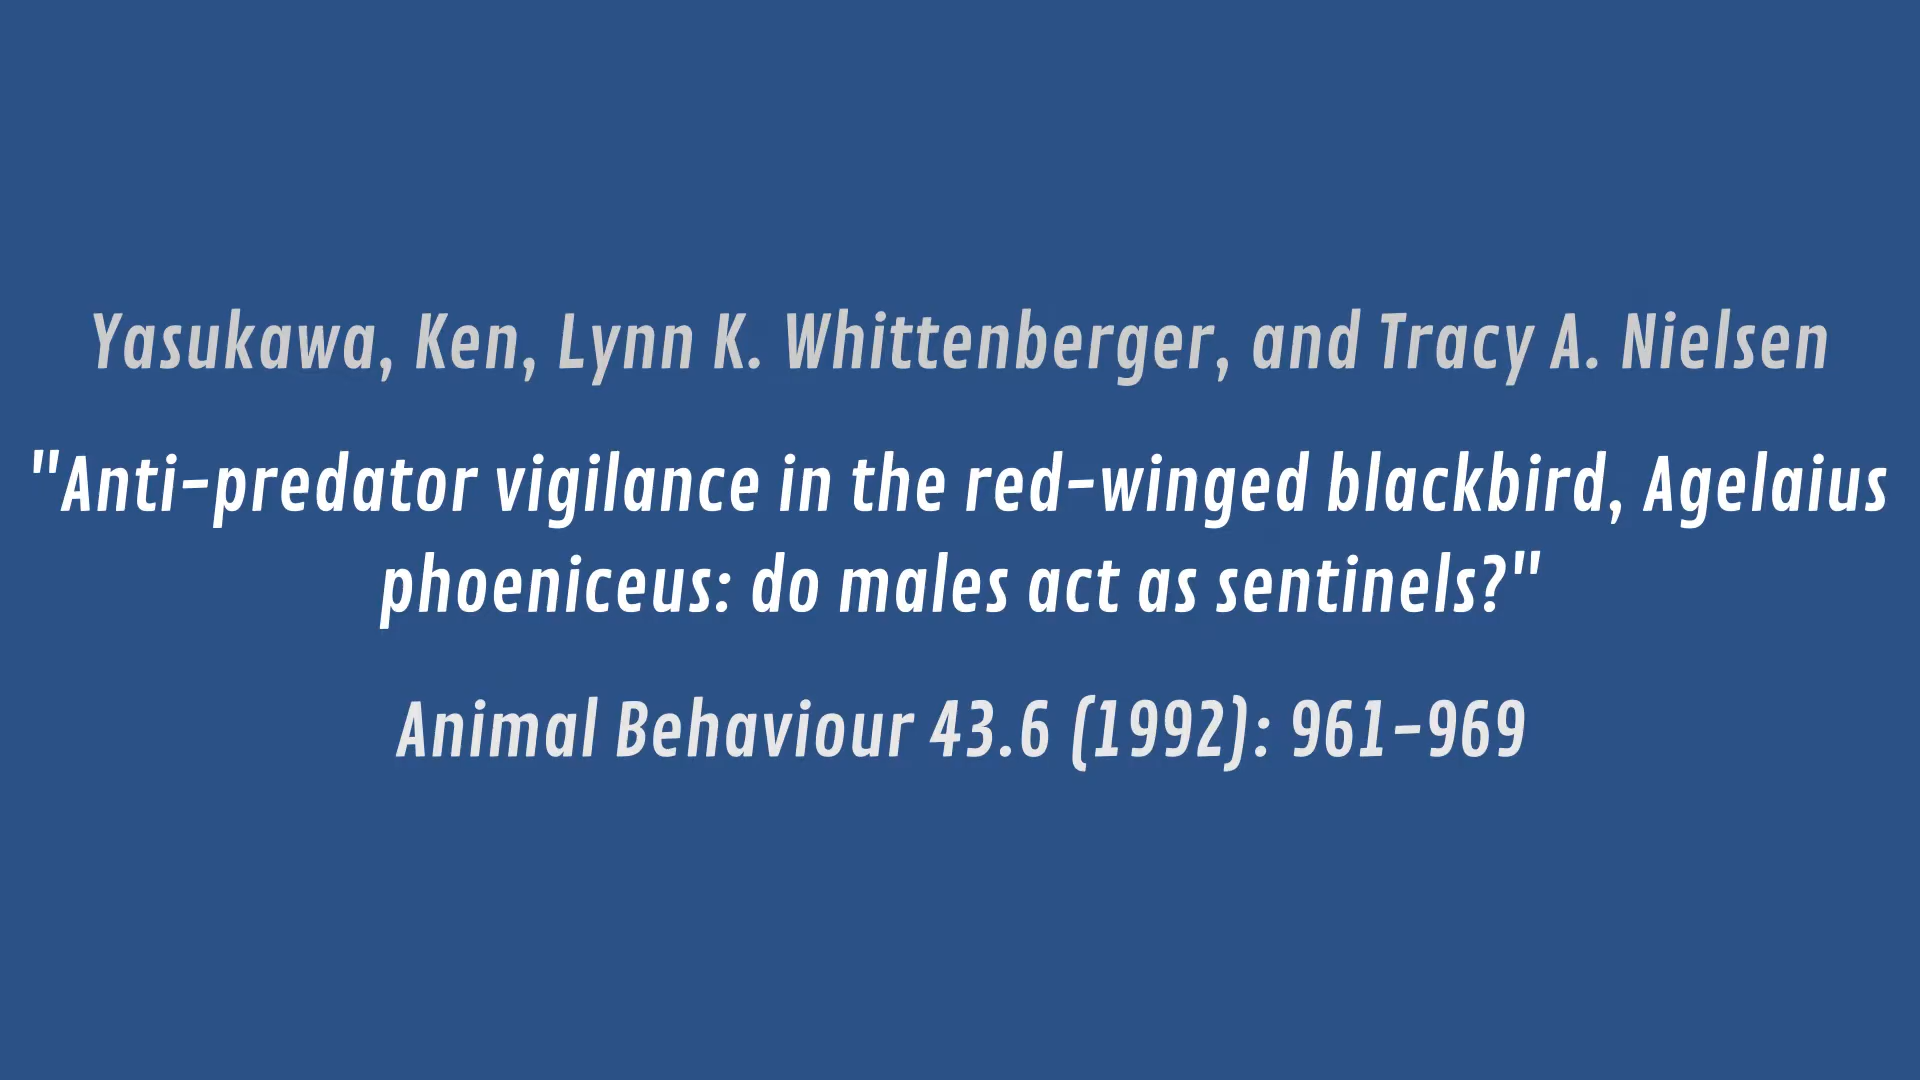 Yasukawa, Ken, Lynn K. Whittenberger, and Tracy A. Nielsen
"Anti-predator vigilance in the red-winged blackbird, Agelaius
phoeniceus: do males act as sentinels?"
Animal Behaviour 43.6 (1992): 961-969